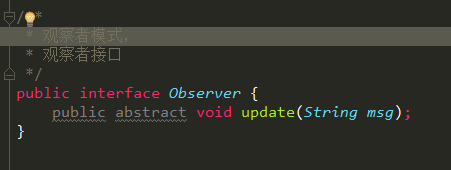 /**
* 观察者模式,
* 观察者接口
*/
public interface Observer {
public abstract void update(String msg);
}